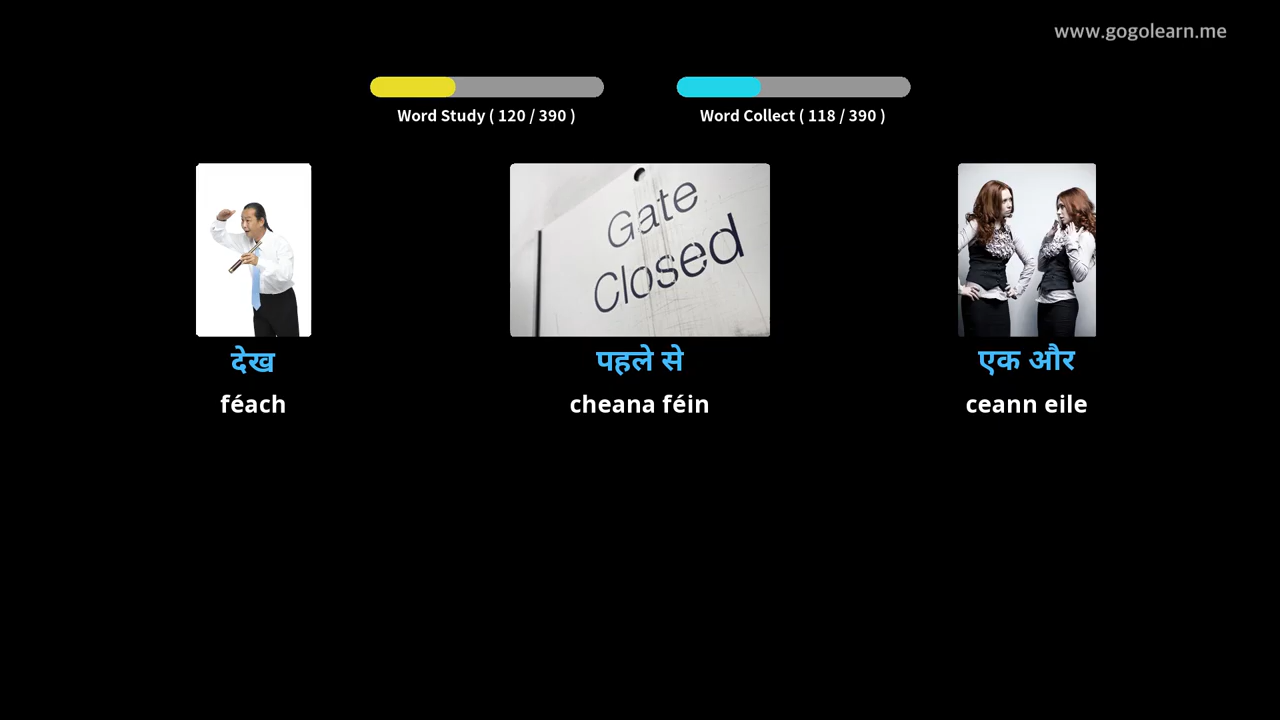 www.gogolearn.me
Word Study ( 120 / 390 )
Word Collect ( 118 / 390 )
Gate
Closed
देख
पहले से
एक और
féach
cheana féin
ceann eile